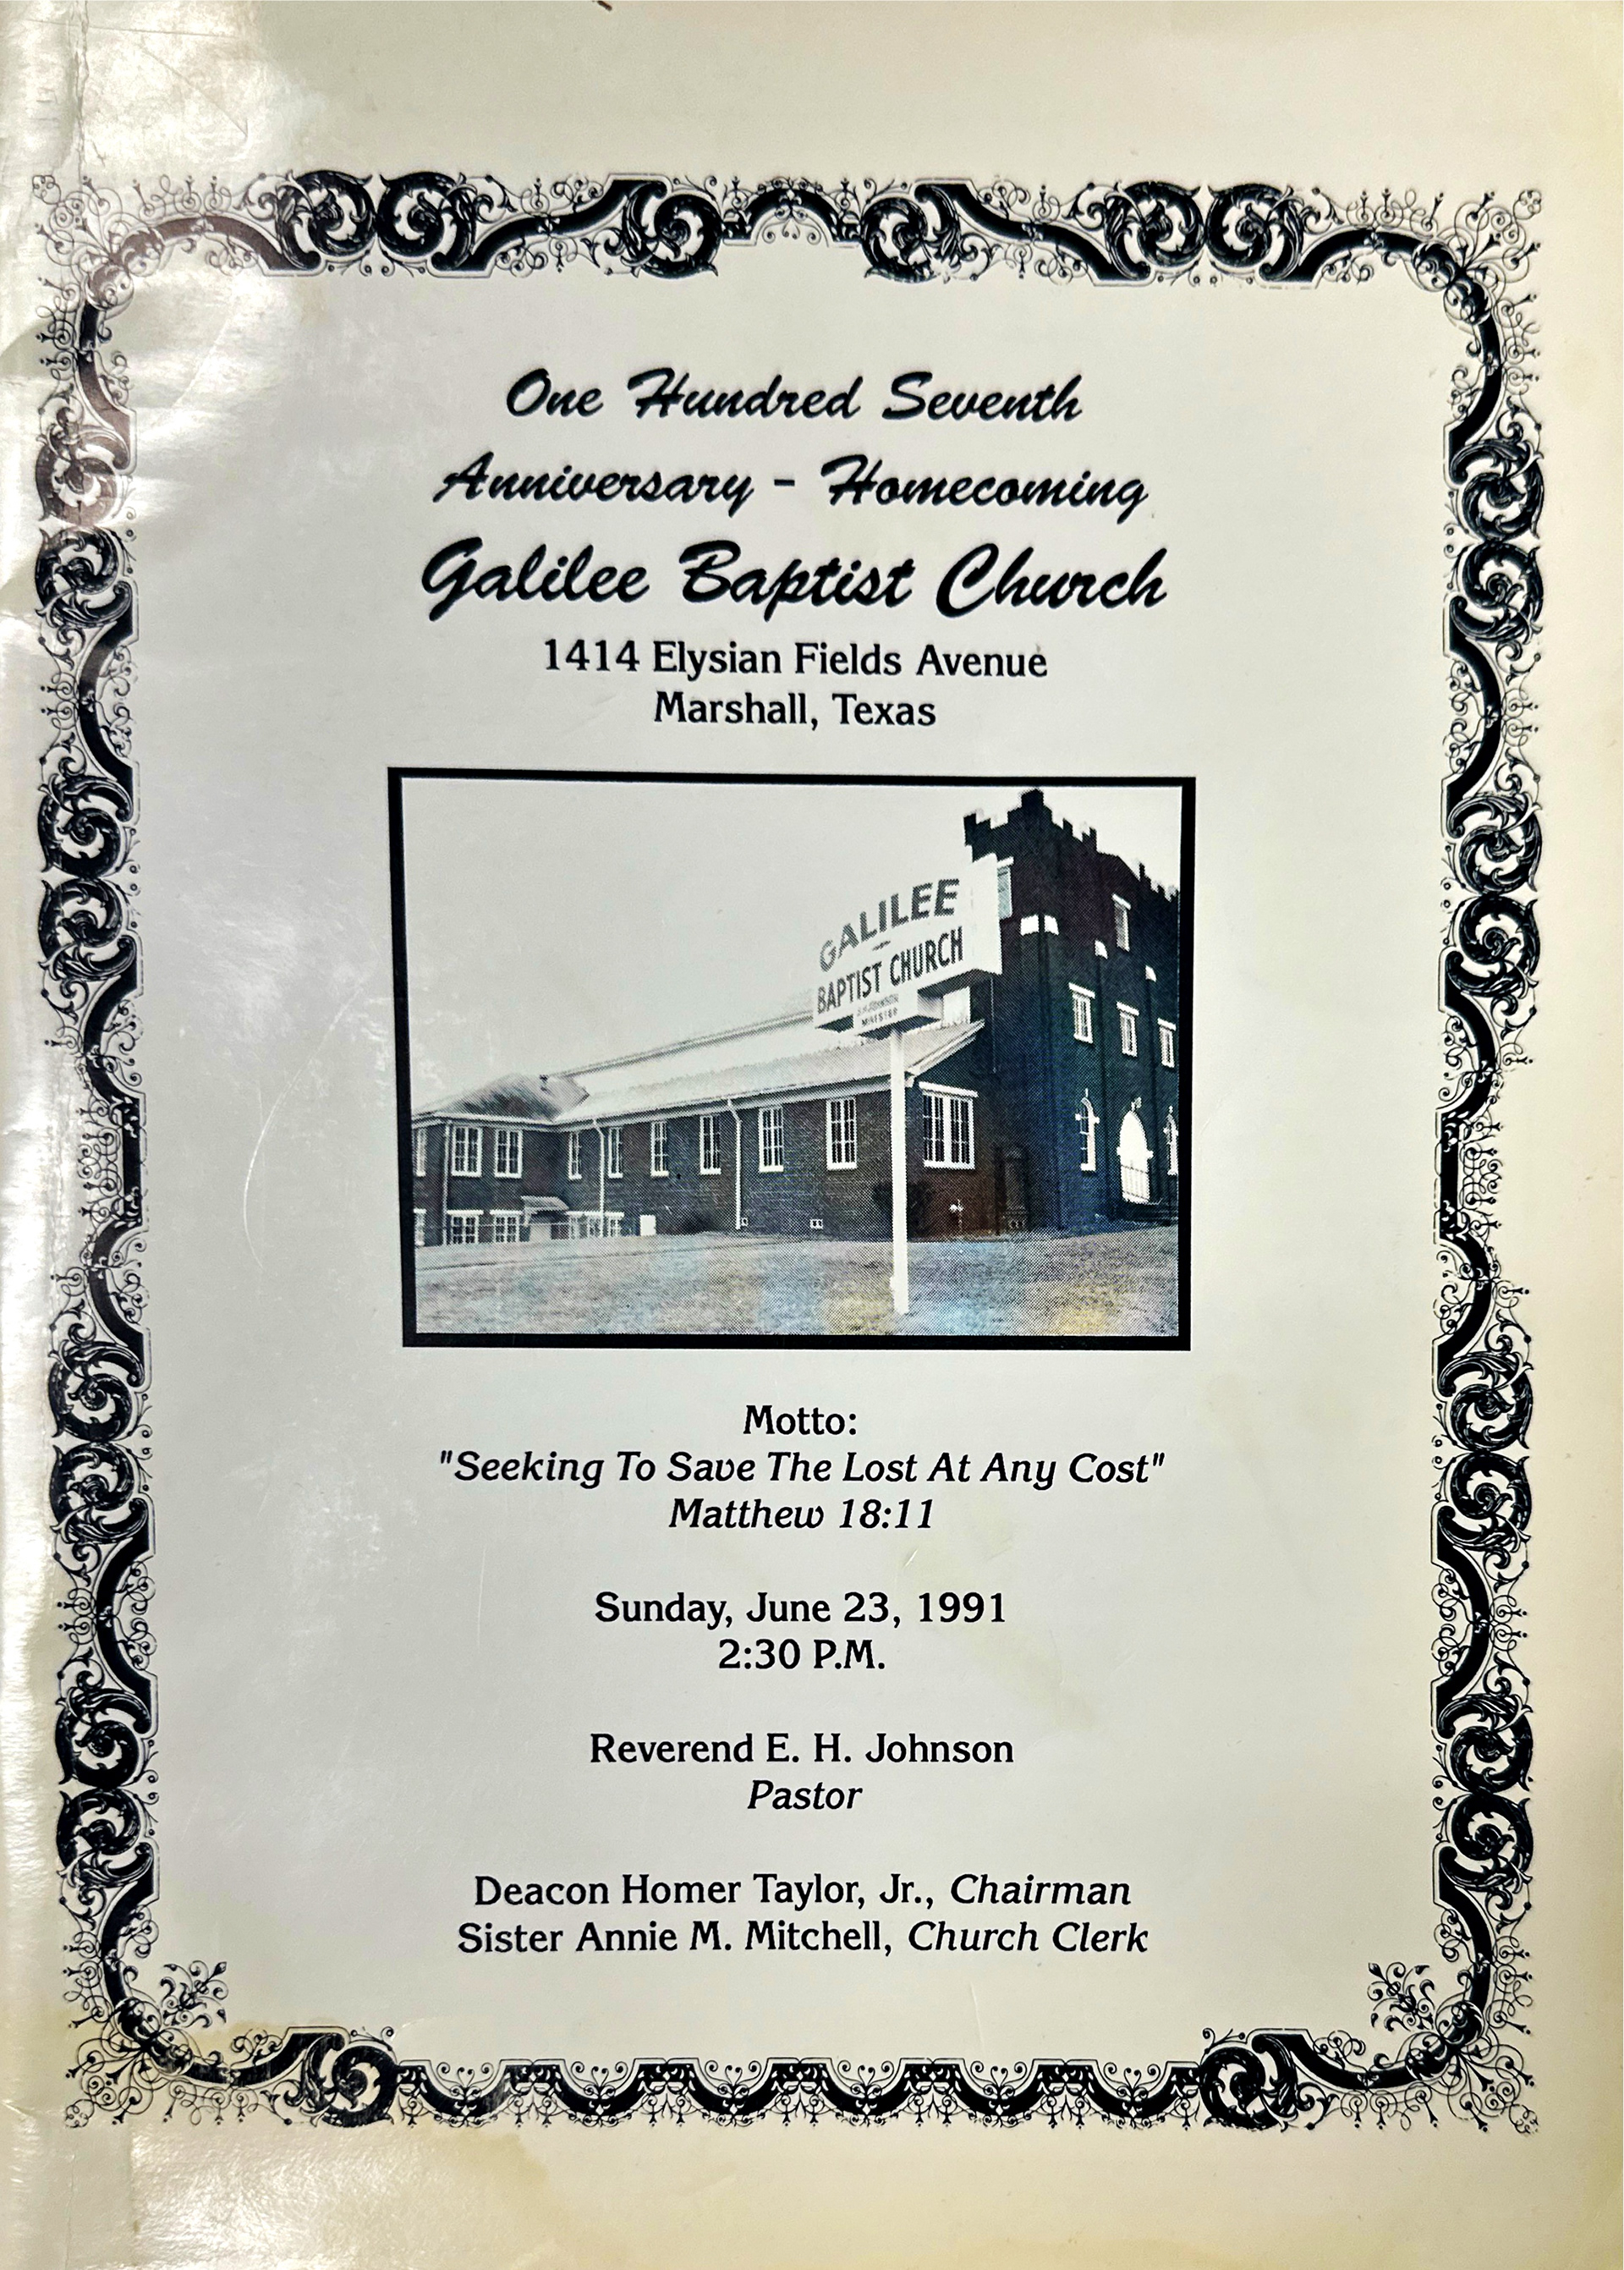 One Hundred Seventh
Anniversary - Homecoming
Galilee Baptist Church
1414 Elysian Fields Avenue
Marshall, Texas
GALILEE
BAPTIST CHURCH
JOHNSON
MINISTER
Motto:
"Seeking To Save The Lost At Any Cost"
Matthew 18:11
Sunday, June 23, 1991
2:30 P.M.
Reverend E. H. Johnson
Pastor
Deacon Homer Taylor, Jr., Chairman
Sister Annie M. Mitchell, Church Clerk